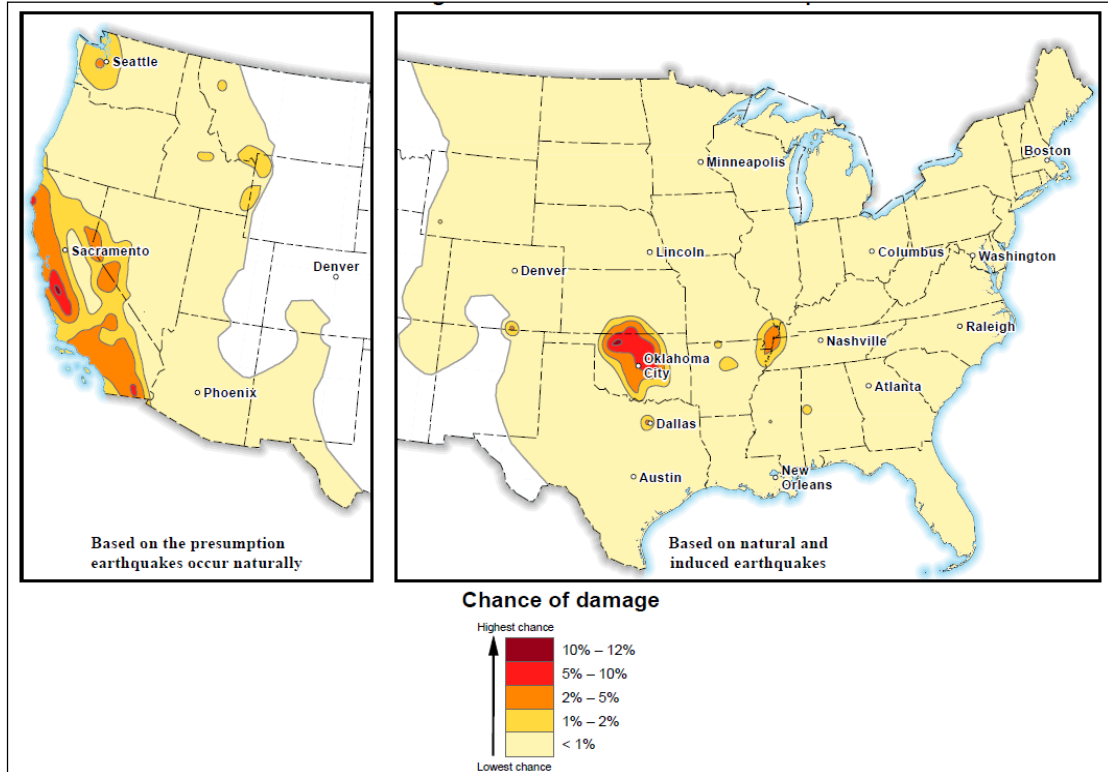 Seattle
Sacramento
Denver
Phoenix
Based on the presumption
earthquakes occur naturally
Minneapolis
Boston
Lincoln
Columbus
Washington
Denver
Raleigh
Nashville
Oklahoma
City
Atlanta
Dallas
Austin
New
Orleans
Based on natural and
induced earthquakes
Chance of damage
Highest chance
10% – 12%
5% – 10%
2% – 5%
1% – 2%
< 1%
Lowest chance